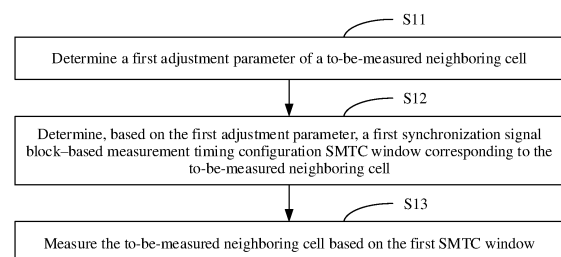 S11
Determine a first adjustment parameter of a to-be-measured neighboring cell
S12
Determine, based on the first adjustment parameter, a first synchronization signal
block–based measurement timing configuration SMTC window corresponding to the
to-be-measured neighboring cell
S13
Measure the to-be-measured neighboring cell based on the first SMTC window